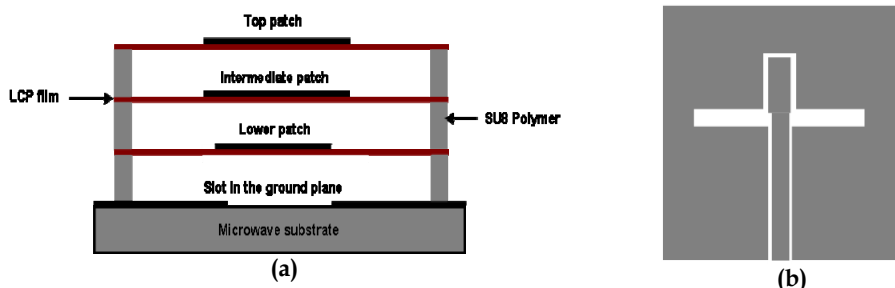 Top patch
Intermediate patch
LCP film
SU8 Polymer
Lower patch
Slot in the ground plane
Microwave substrate
(a)
(b)